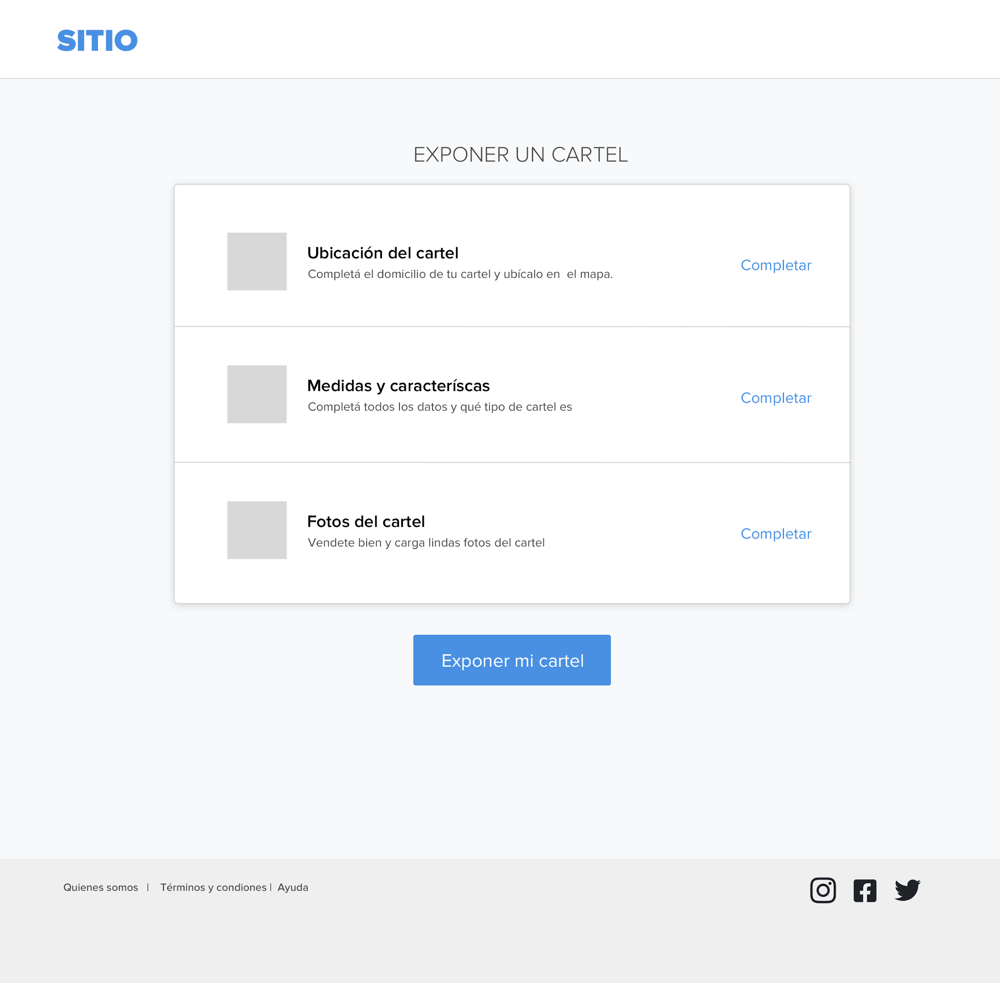 SITIO
EXPONER UN CARTEL
Ubicación del cartel
Completá el domicilio de tu cartel y ubícalo en  el mapa.
Completar
Medidas y caracteríscas
Completá todos los datos y qué tipo de cartel es
Completar
Fotos del cartel
Vendete bien y carga lindas fotos del cartel
Completar
Exponer mi cartel
Quienes somos | Términos y condiones | Ayuda